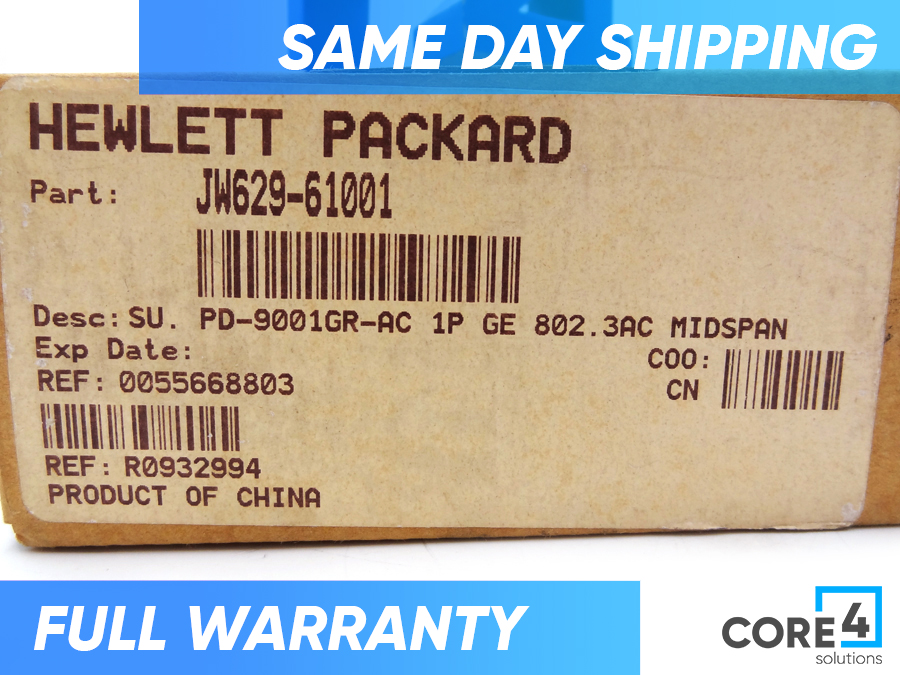 SAME DAY SHIPPING
HEWLETT PACKARD
Part: JW629-61001
Desc: SU. PD-9001GR-AC 1P GE 802.3AC MIDSPAN
Exp Date:
COO:
REF: 0055668803
CN
REF: R0932994
PRODUCT OF CHINA
FULL WARRANTY
CORE4
solutions